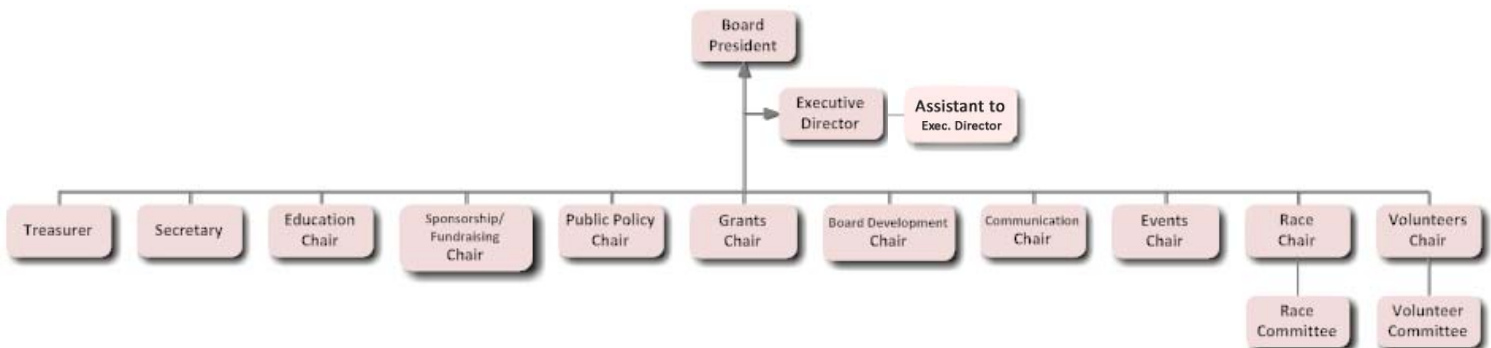 Board
President
Executive
Director
Assistant to
Exec. Director
Treasurer
Secretary
Education
Chair
Sponsorship/
Fundraising
Chair
Public Policy
Chair
Grants
Chair
Board Development
Chair
Communication
Chair
Events
Chair
Race
Chair
Volunteers
Chair
Race
Committee
Volunteer
Committee